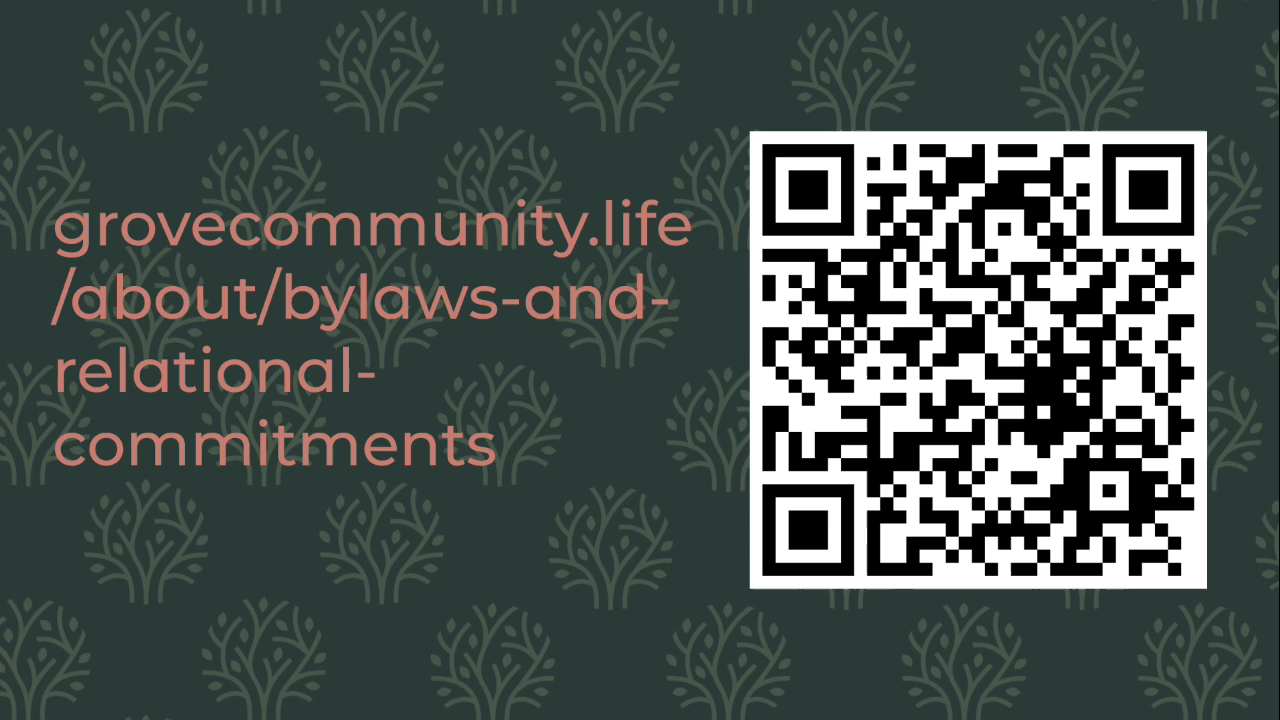 grovecommunity.life
/about/bylaws-and-
relational-
commitments